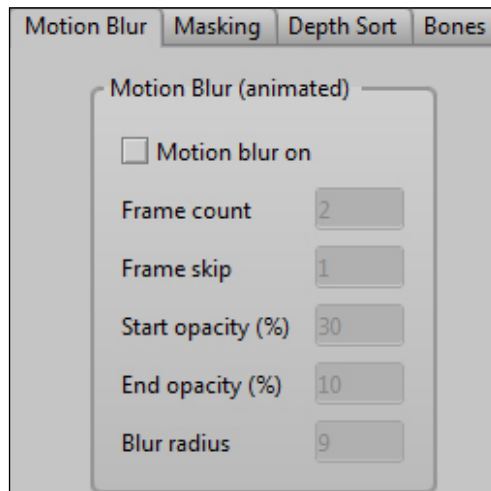 Motion Blur Masking Depth Sort Bones
Motion Blur (animated)
Motion blur on
Frame count 2
Frame skip 1
Start opacity (%) 30
End opacity (%) 10
Blur radius 9